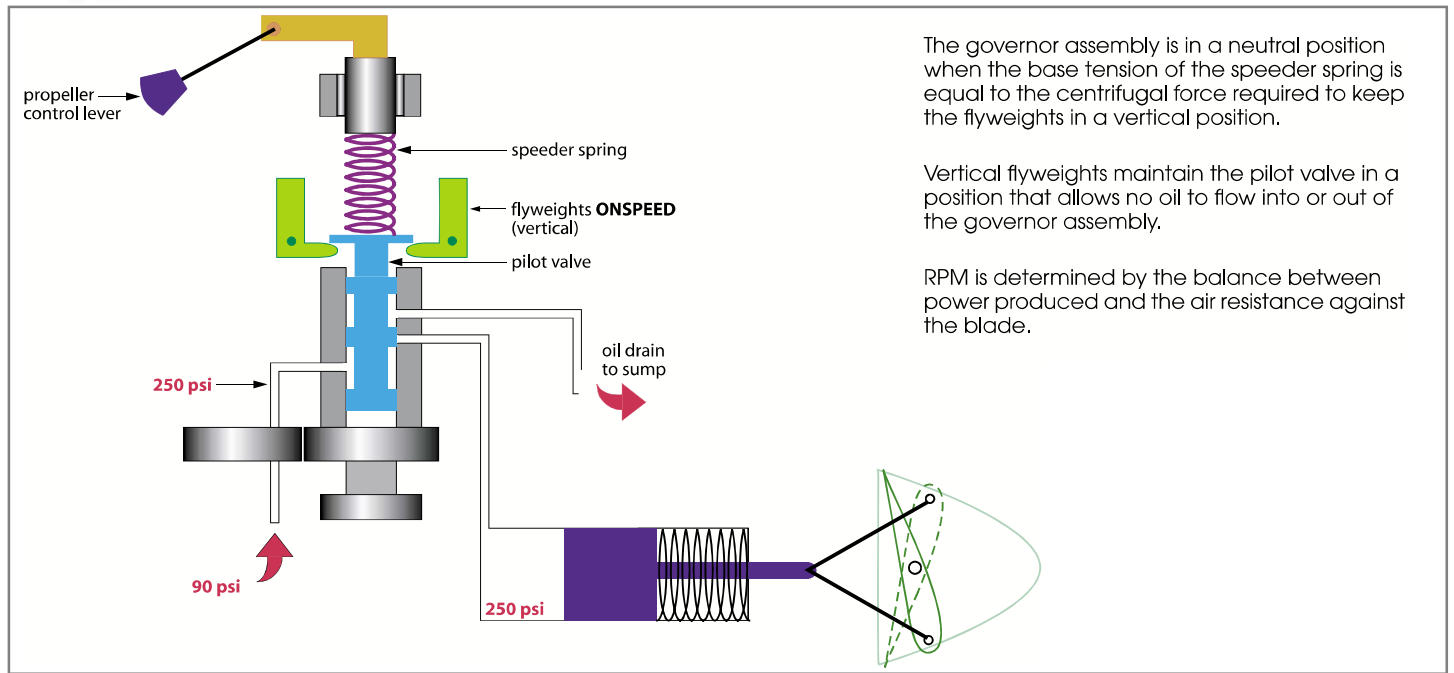 The governor assembly is in a neutral position
when the base tension of the speeder spring is
equal to the centrifugal force required to keep
the flyweights in a vertical position.
Vertical flyweights maintain the pilot valve in a
position that allows no oil to flow into or out of
the governor assembly.
RPM is determined by the balance between
power produced and the air resistance against
the blade.
propeller
control lever
speeder spring
flyweights ONSPEED
(vertical)
pilot valve
oil drain
to sump
250 psi
90 psi
250 psi